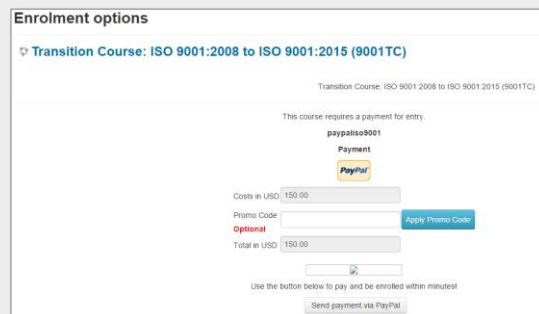 Enrolment options
Transition Course: ISO 9001:2008 to ISO 9001:2015 (9001TC)
Transition Course: ISO 9001:2008 to ISO 9001:2015 (9001TC)
This course requires a payment for entry.
paypaliso9001
Payment
PayPal
Costs in USD 150.00
Promo Code Apply Promo Code
Optional
Total in USD 150.00
Use the button below to pay and be enrolled within minutes!
Send payment via PayPal